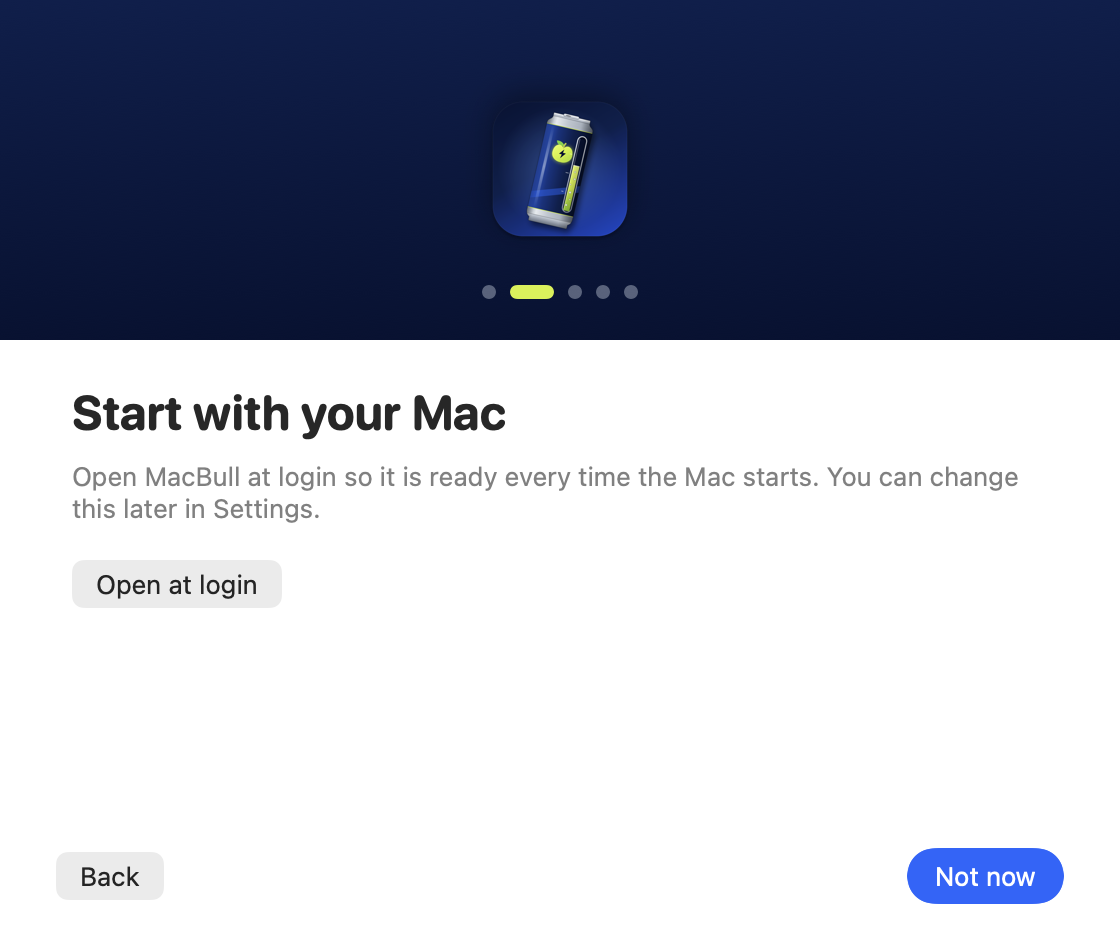 Start with your Mac
Open MacBull at login so it is ready every time the Mac starts. You can change
this later in Settings.
Open at login
Back
Not now